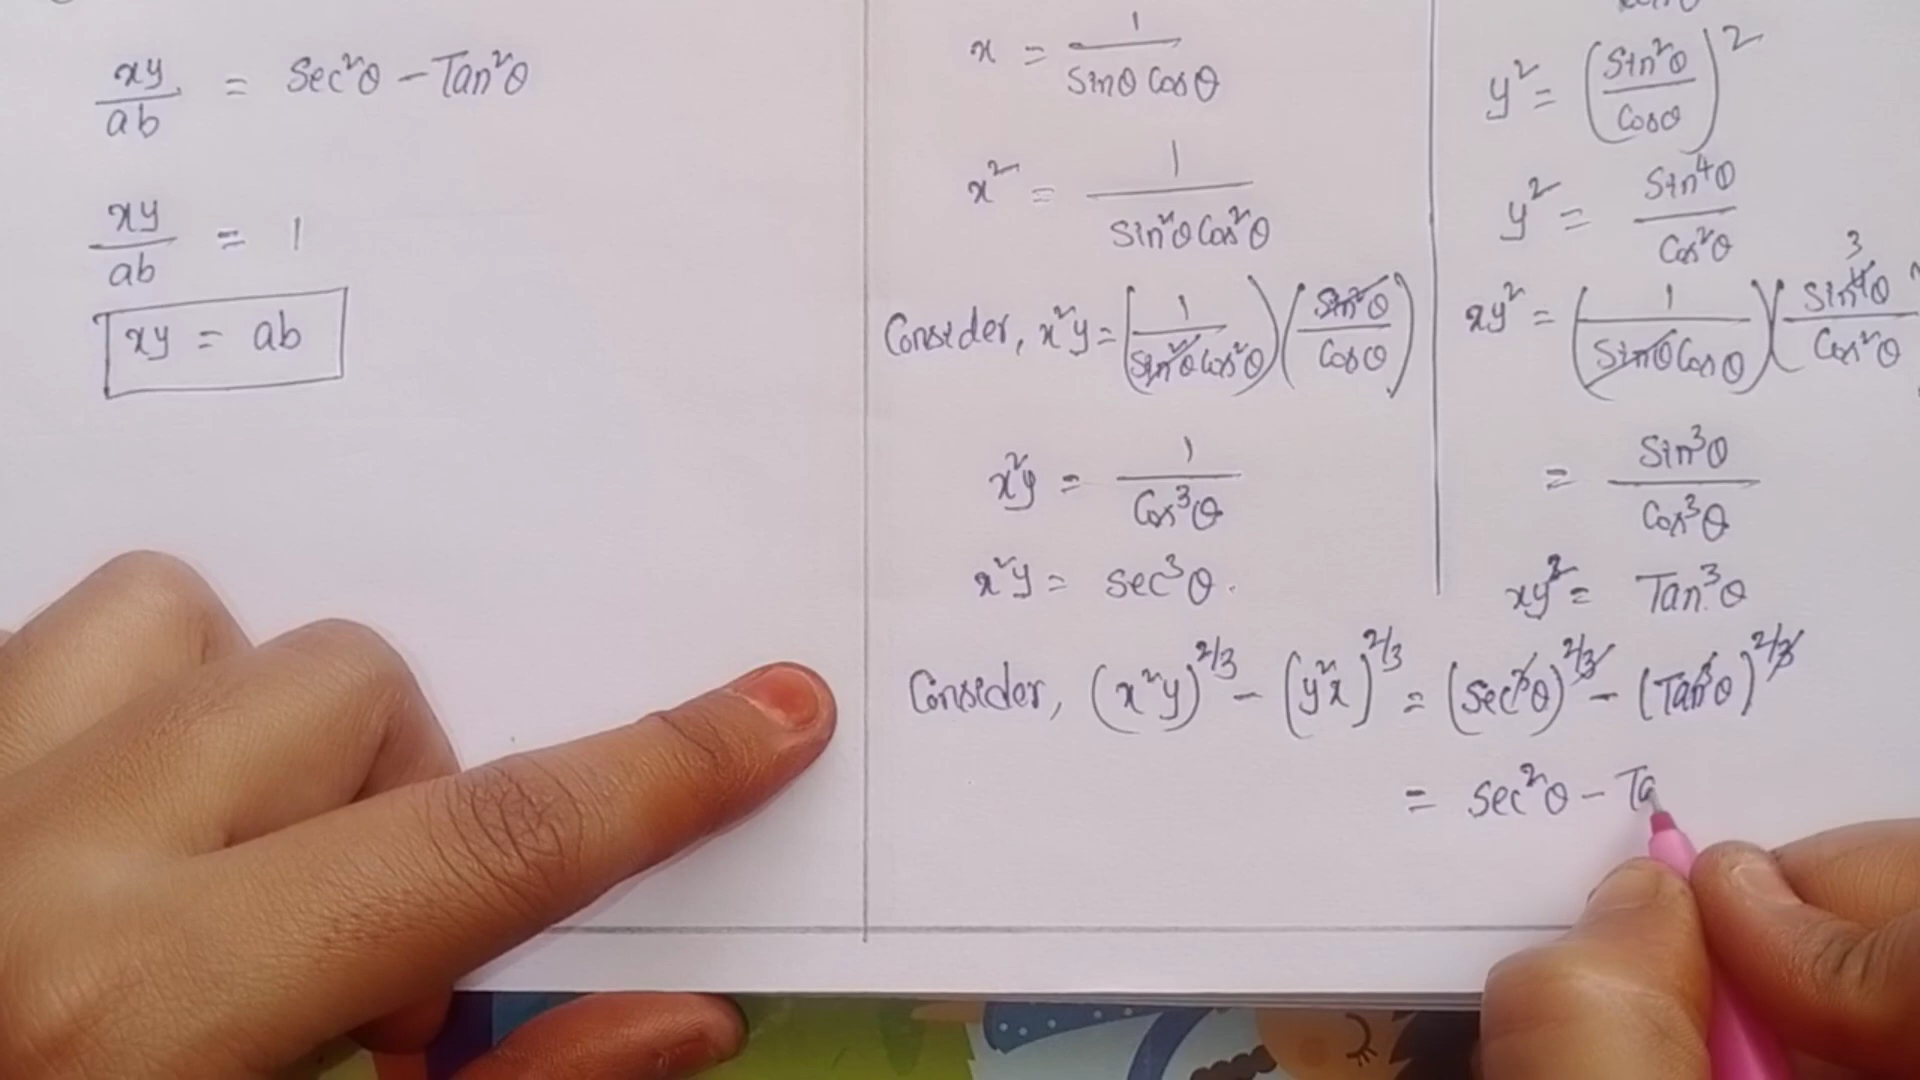 xy/ab = Sec²θ - Tan²θ
xy/ab = 1
xy = ab
x = 1/(Sinθ Cosθ)
x² = 1/(Sin²θ Cos²θ)
Consider, x²y = (1/(Sin²θ Cos²θ))(Sin²θ/Cosθ)
x²y = 1/Cos³θ
x²y = Sec³θ.
y² = (Sin²θ/Cosθ)²
y² = Sin⁴θ/Cos²θ
xy² = (1/(Sinθ Cosθ))(Sin⁴θ/Cos²θ) 3
= Sin³θ/Cos³θ
xy² = Tan³θ
Consider, (x²y)^2/3 - (y²x)^2/3 = (Sec³θ)^2/3 - (Tan³θ)^2/3
= Sec²θ - Ta